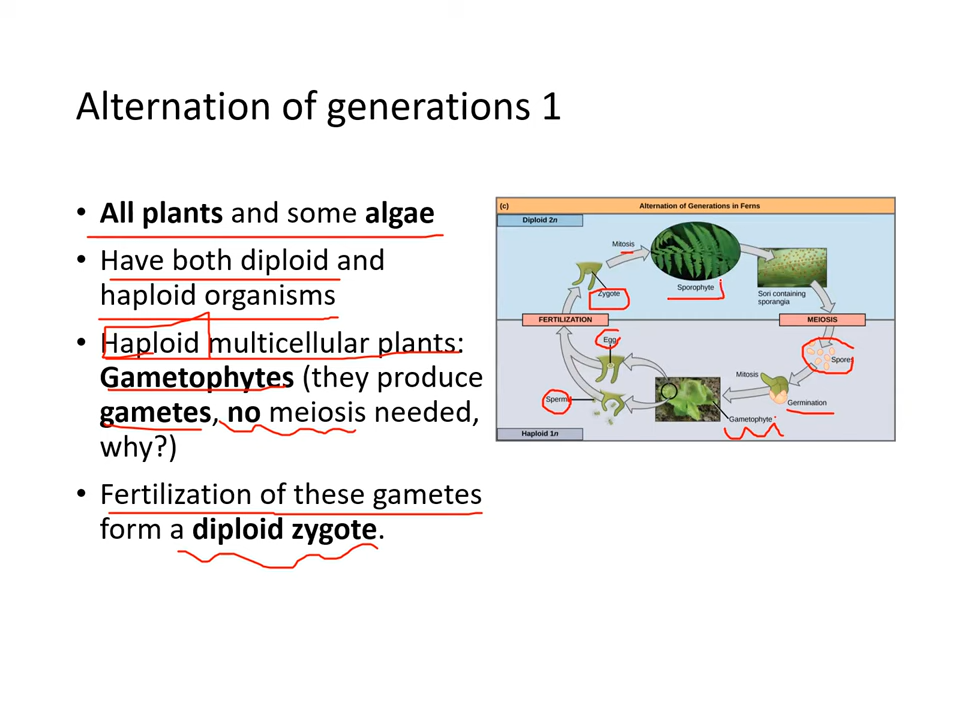 Alternation of generations 1
• All plants and some algae
• Have both diploid and
haploid organisms
• Haploid multicellular plants:
Gametophytes (they produce
gametes, no meiosis needed,
why?)
• Fertilization of these gametes
form a diploid zygote.
(c) Alternation of Generations in Ferns
Diploid 2n
Mitosis
Zygote
Sporophyte
Sori containing
sporangia
FERTILIZATION
MEIOSIS
Egg
Spores
Mitosis
Sperm
Germination
Gametophyte
Haploid 1n